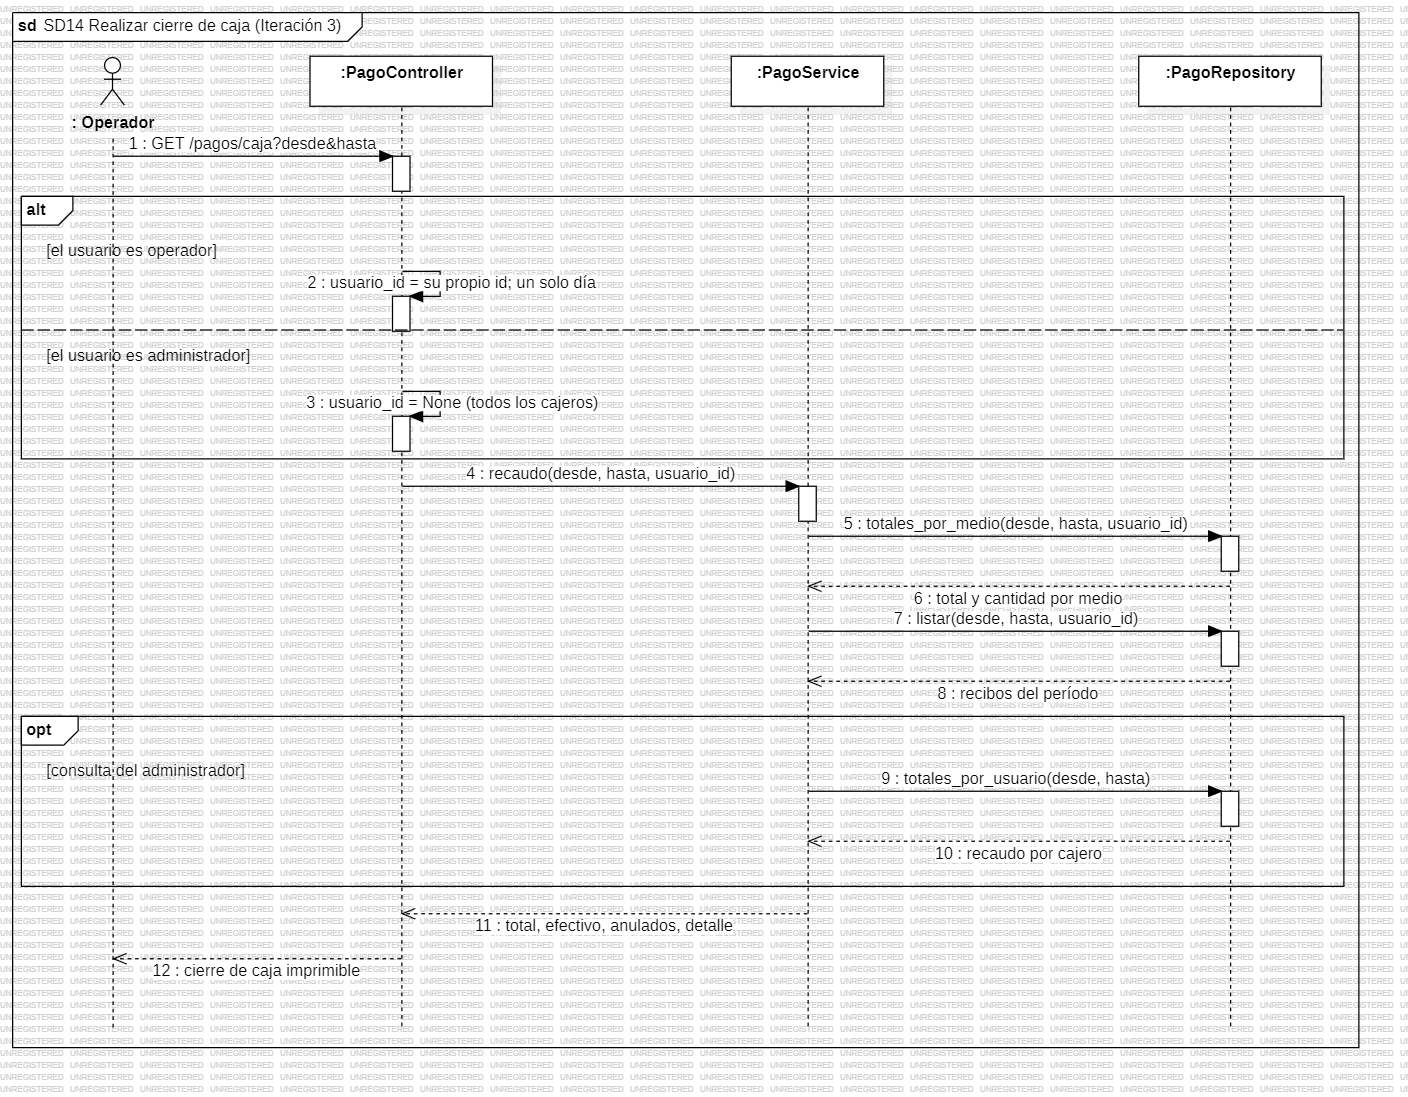 sd SD14 Realizar cierre de caja (Iteración 3)
: Operador
:PagoController
:PagoService
:PagoRepository
1 : GET /pagos/caja?desde&hasta
alt
[el usuario es operador]
2 : usuario_id = su propio id; un solo día
[el usuario es administrador]
3 : usuario_id = None (todos los cajeros)
4 : recaudo(desde, hasta, usuario_id)
5 : totales_por_medio(desde, hasta, usuario_id)
6 : total y cantidad por medio
7 : listar(desde, hasta, usuario_id)
8 : recibos del período
opt
[consulta del administrador]
9 : totales_por_usuario(desde, hasta)
10 : recaudo por cajero
11 : total, efectivo, anulados, detalle
12 : cierre de caja imprimible
UNREGISTERED